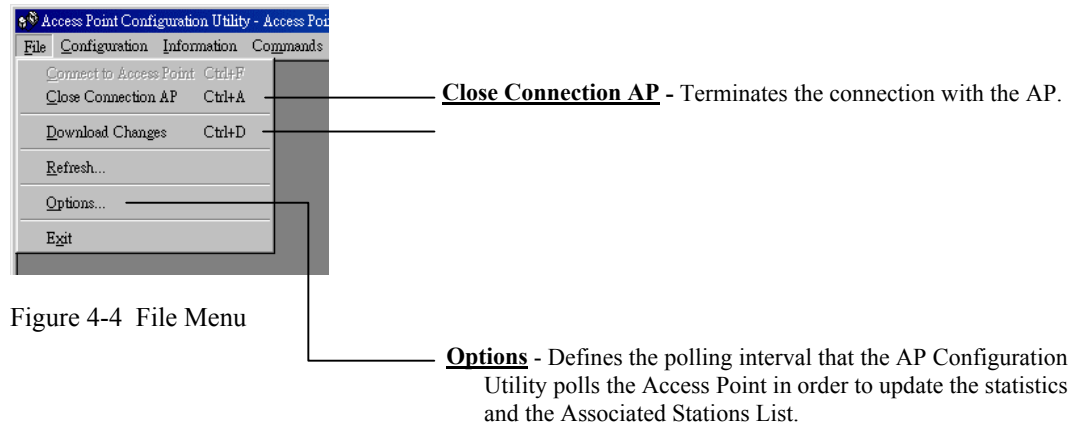 Access Point Configuration Utility - Access Poi
File Configuration Information Commands
Connect to Access Point Ctrl+F
Close Connection AP Ctrl+A
Close Connection AP - Terminates the connection with the AP.
Download Changes Ctrl+D
Refresh...
Options...
Exit
Figure 4-4 File Menu
Options - Defines the polling interval that the AP Configuration
Utility polls the Access Point in order to update the statistics
and the Associated Stations List.